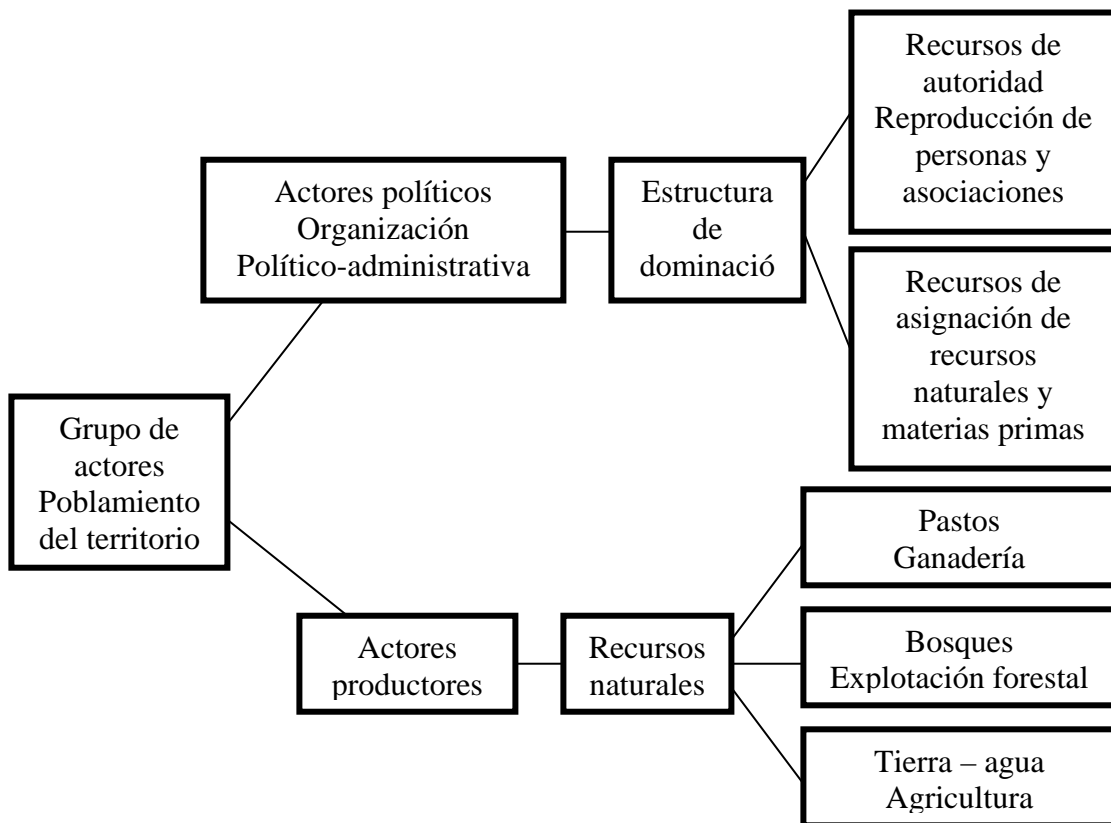 Recursos de
autoridad
Reproducción de
personas y
asociaciones
Actores políticos
Organización
Político-administrativa
Estructura
de
dominació
Recursos de
asignación de
recursos
naturales y
materias primas
Grupo de
actores
Poblamiento
del territorio
Pastos
Ganadería
Actores
productores
Recursos
naturales
Bosques
Explotación forestal
Tierra – agua
Agricultura